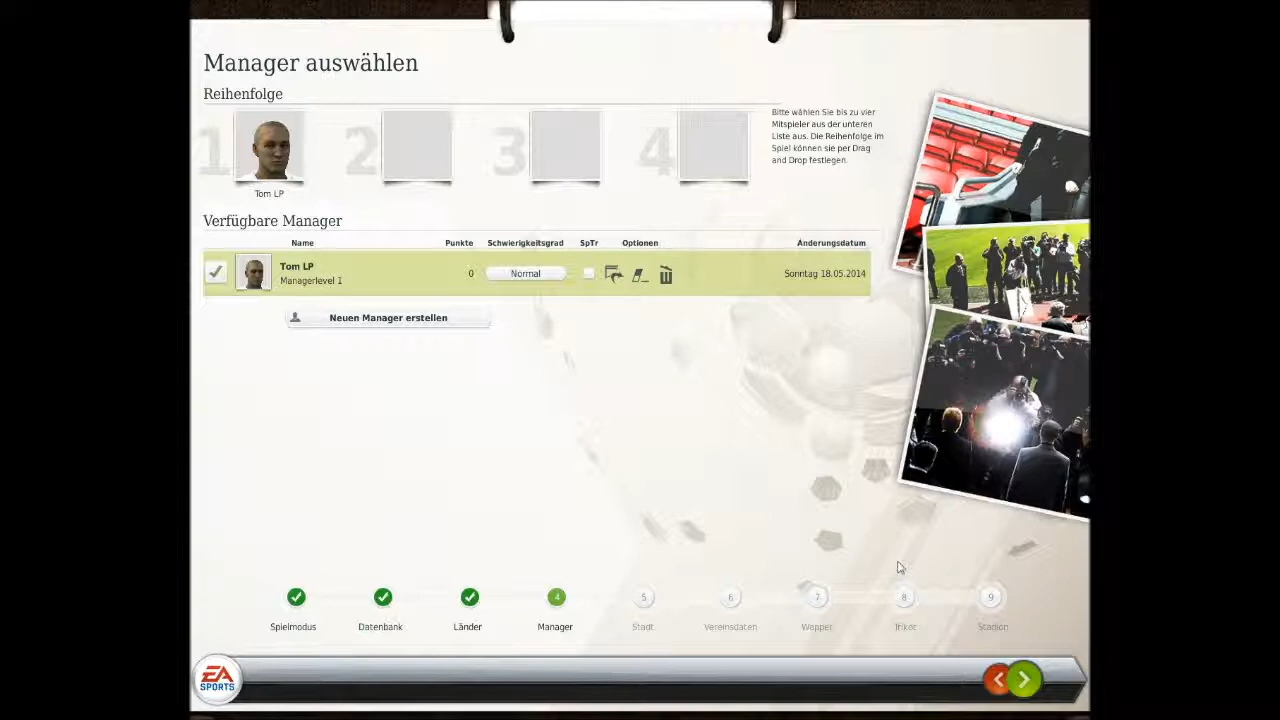 Manager auswählen
Reihenfolge
1 2 3 4
Bitte wählen Sie bis zu vier
Mitspieler aus der unteren
Liste aus. Die Reihenfolge im
Spiel können sie per Drag
and Drop festlegen.
Tom LP
Verfügbare Manager
Name Punkte Schwierigkeitsgrad SpTr Optionen Änderungsdatum
Tom LP
Managerlevel 1
0 Normal Sonntag 18.05.2014
Neuen Manager erstellen
4 5 6 7 8 9
Spielmodus Datenbank Länder Manager Stadt Vereinsdaten Wappen Trikot Stadion
EA
SPORTS